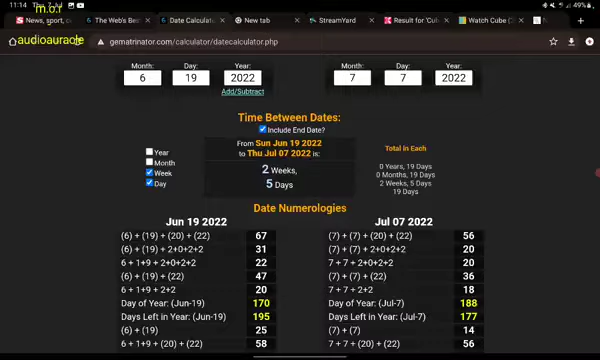 11:14 Thu, 7 Jul
49%
m.o.r
News, sport, c
The Web's Bes
Date Calculat
New tab
StreamYard
Result for 'Cu
Watch Cube (
audioauracle
gematrinator.com/calculator/datecalculator.php
Month: Day: Year:
6 19 2022
Add/Subtract
Month: Day: Year:
7 7 2022
Time Between Dates:
Include End Date?
Year
Month
Week
Day
From Sun Jun 19 2022
to Thu Jul 07 2022 is:
2 Weeks,
5 Days
Total in Each
0 Years, 19 Days
0 Months, 19 Days
2 Weeks, 5 Days
19 Days
Date Numerologies
Jun 19 2022
(6) + (19) + (20) + (22) 67
(6) + (19) + 2+0+2+2 31
6 + 1+9 + 2+0+2+2 22
(6) + (19) + (22) 47
6 + 1+9 + 2+2 20
Day of Year: (Jun-19) 170
Days Left in Year: (Jun-19) 195
(6) + (19) 25
6 + 1+9 + (20) + (22) 58
Jul 07 2022
(7) + (7) + (20) + (22) 56
(7) + (7) + 2+0+2+2 20
7 + 7 + 2+0+2+2 20
(7) + (7) + (22) 36
7 + 7 + 2+2 18
Day of Year: (Jul-7) 188
Days Left in Year: (Jul-7) 177
(7) + (7) 14
7 + 7 + (20) + (22) 56